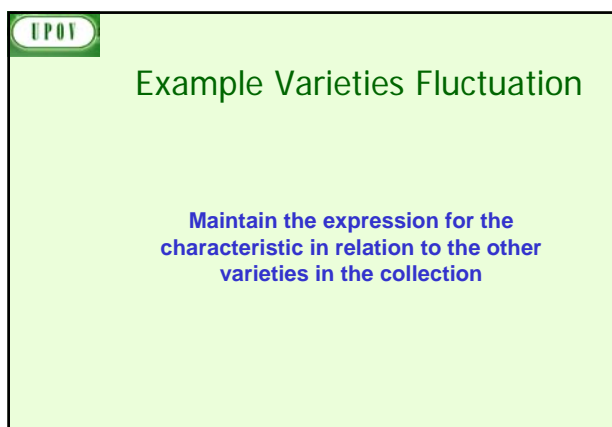 UPOV
Example Varieties Fluctuation
Maintain the expression for the
characteristic in relation to the other
varieties in the collection